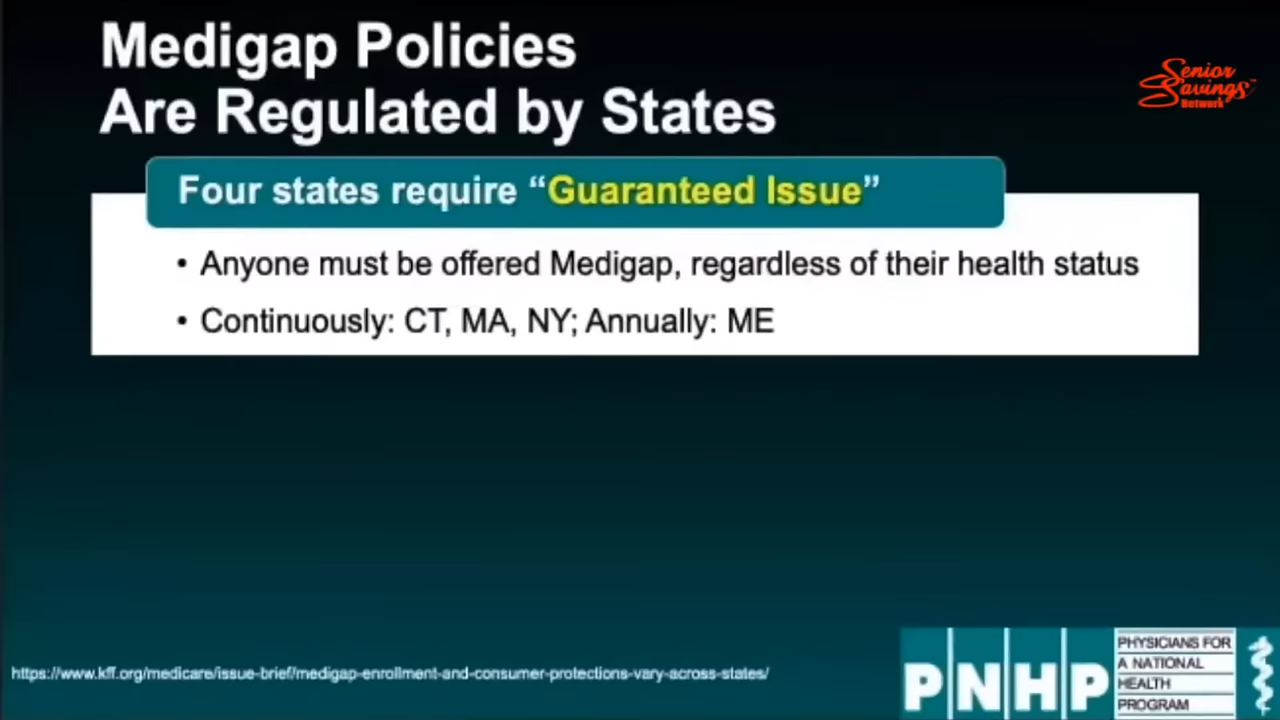 Medigap Policies
Are Regulated by States
Senior
Savings
Network
Four states require “Guaranteed Issue”
• Anyone must be offered Medigap, regardless of their health status
• Continuously: CT, MA, NY; Annually: ME
https://www.kff.org/medicare/issue-brief/medigap-enrollment-and-consumer-protections-vary-across-states/
PNHP
PHYSICIANS FOR
A NATIONAL
HEALTH
PROGRAM